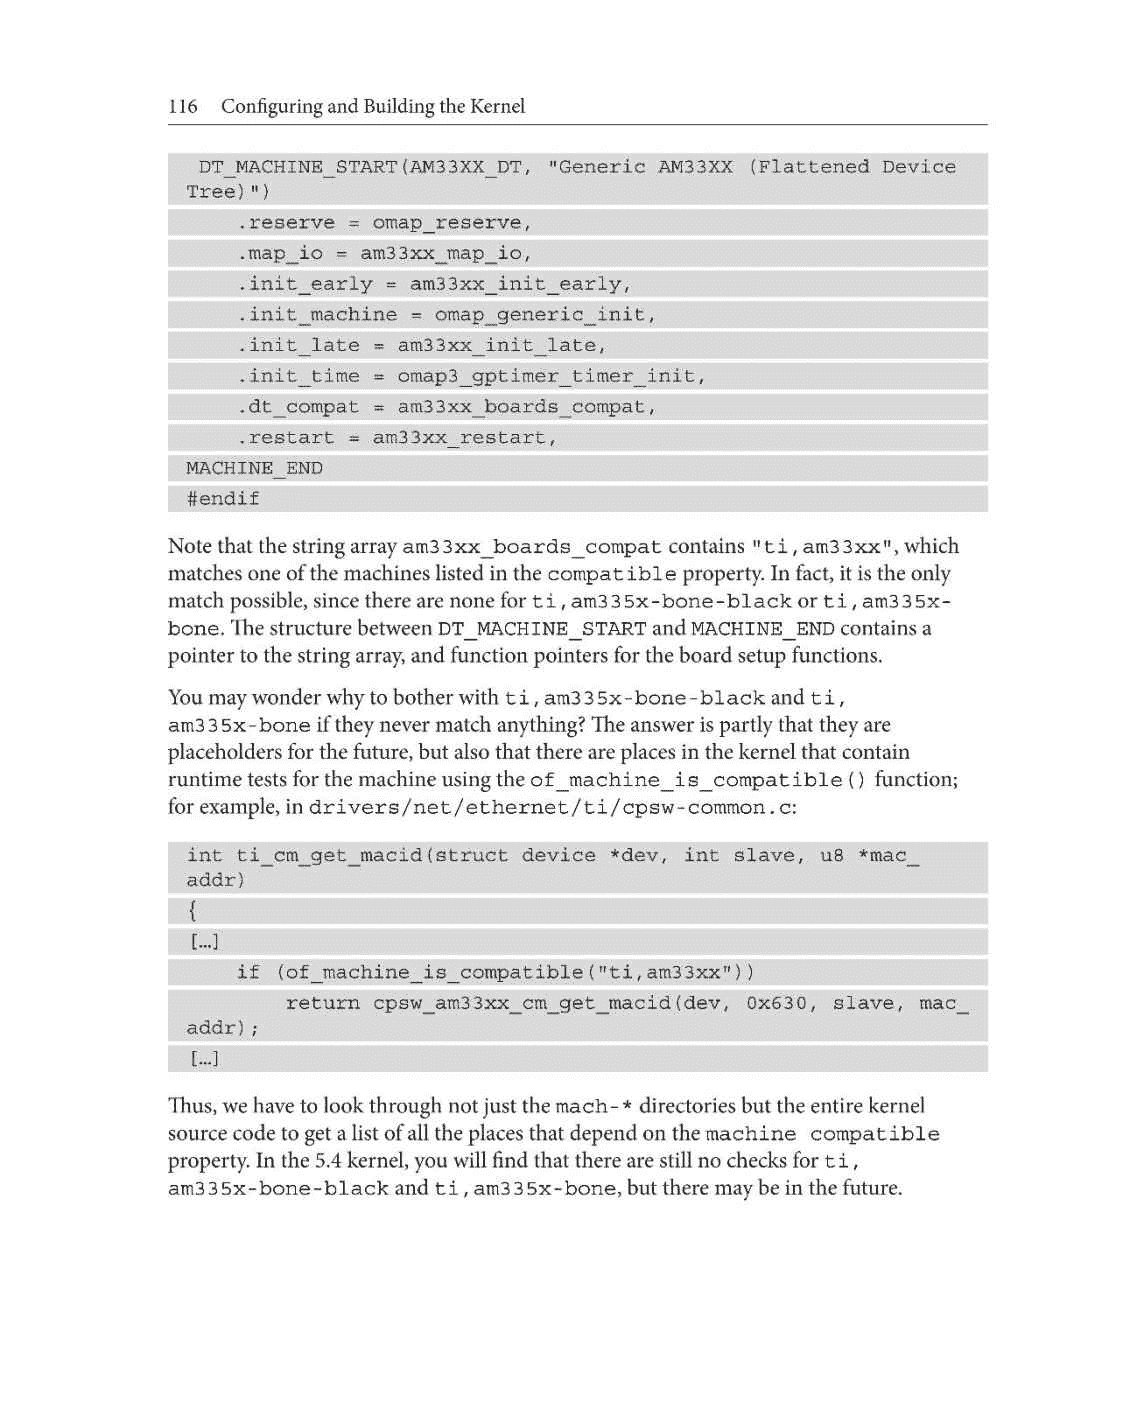 116 Configuring and Building the Kernel
DT_MACHINE_START(AM33XX_DT, "Generic AM33XX (Flattened Device
Tree)")
.reserve = omap_reserve,
.map_io = am33xx_map_io,
.init_early = am33xx_init_early,
.init_machine = omap_generic_init,
.init_late = am33xx_init_late,
.init_time = omap3_gptimer_timer_init,
.dt_compat = am33xx_boards_compat,
.restart = am33xx_restart,
MACHINE_END
#endif
Note that the string array am33xx_boards_compat contains "ti,am33xx", which
matches one of the machines listed in the compatible property. In fact, it is the only
match possible, since there are none for ti,am335x-bone-black or ti,am335x-
bone. The structure between DT_MACHINE_START and MACHINE_END contains a
pointer to the string array, and function pointers for the board setup functions.
You may wonder why to bother with ti,am335x-bone-black and ti,
am335x-bone if they never match anything? The answer is partly that they are
placeholders for the future, but also that there are places in the kernel that contain
runtime tests for the machine using the of_machine_is_compatible() function;
for example, in drivers/net/ethernet/ti/cpsw-common.c:
int ti_cm_get_macid(struct device *dev, int slave, u8 *mac_
addr)
{
[…]
if (of_machine_is_compatible("ti,am33xx"))
return cpsw_am33xx_cm_get_macid(dev, 0x630, slave, mac_
addr);
[…]
Thus, we have to look through not just the mach-* directories but the entire kernel
source code to get a list of all the places that depend on the machine compatible
property. In the 5.4 kernel, you will find that there are still no checks for ti,
am335x-bone-black and ti,am335x-bone, but there may be in the future.